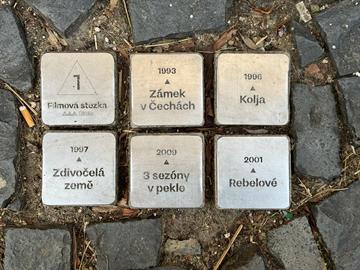 1
Filmová stezka
1993
Zámek
v Čechách
1996
Kolja
1997
Zdivočelá
země
2009
3 sezóny
v pekle
2001
Rebelové